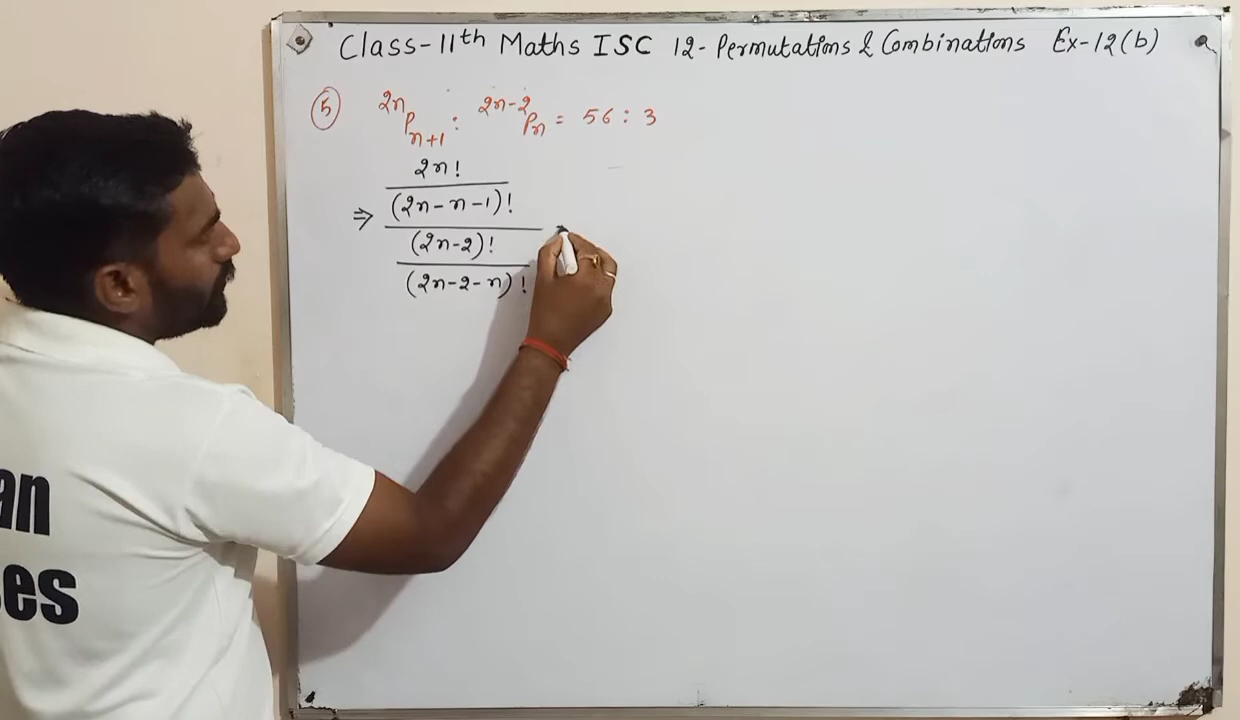 Class-11th Maths ISC 12- Permutations & Combinations Ex-12(b)
⑤ ²ⁿPₙ₊₁ : ²ⁿ⁻²Pₙ = 56 : 3
2n!
⇒ (2n-n-1)!
(2n-2)!
(2n-2-n)!
an
es